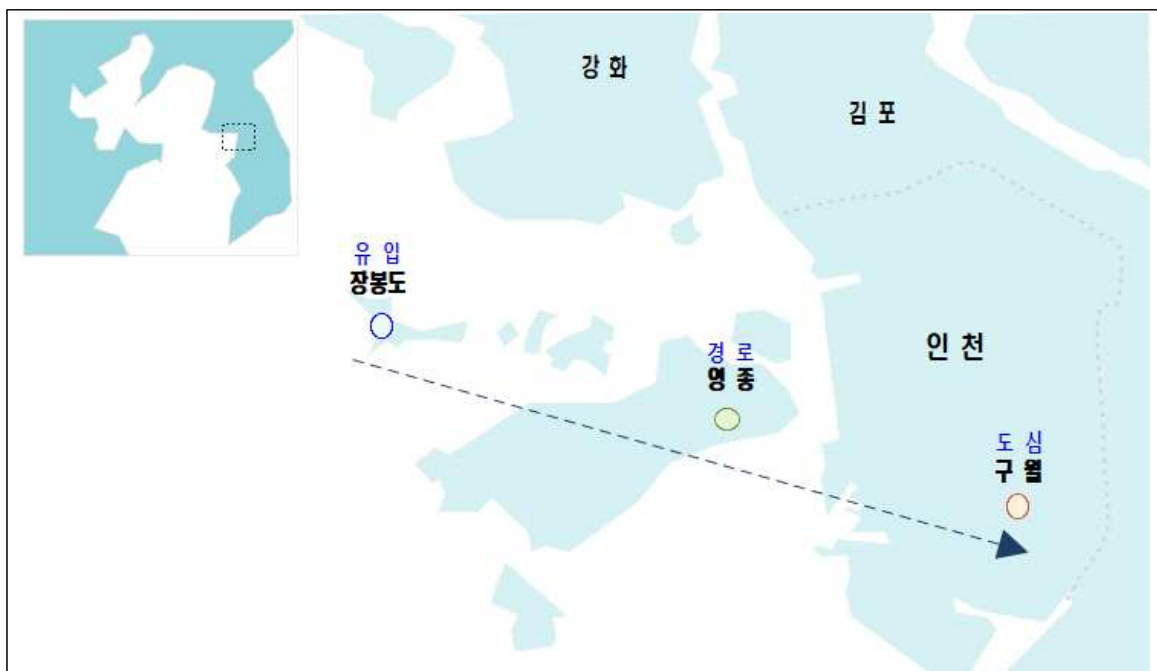 강 화
김 포
유 입
장봉도
경 로
영 종
인 천
도 심
구 월